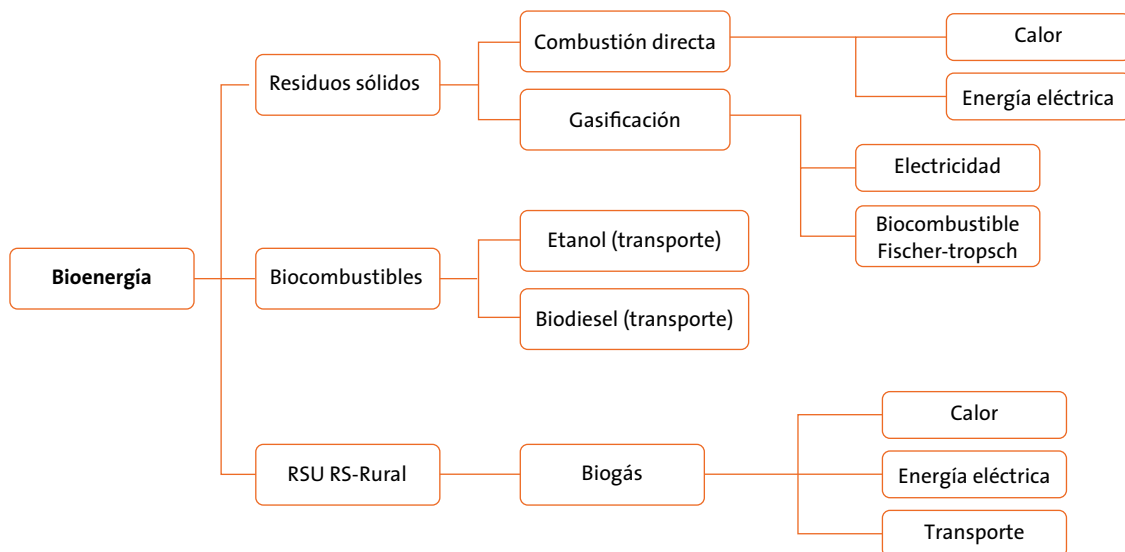 Combustión directa
Calor
Residuos sólidos
Energía eléctrica
Gasificación
Electricidad
Biocombustible
Fischer-tropsch
Etanol (transporte)
Bioenergía
Biocombustibles
Biodiesel (transporte)
Calor
RSU RS-Rural
Biogás
Energía eléctrica
Transporte